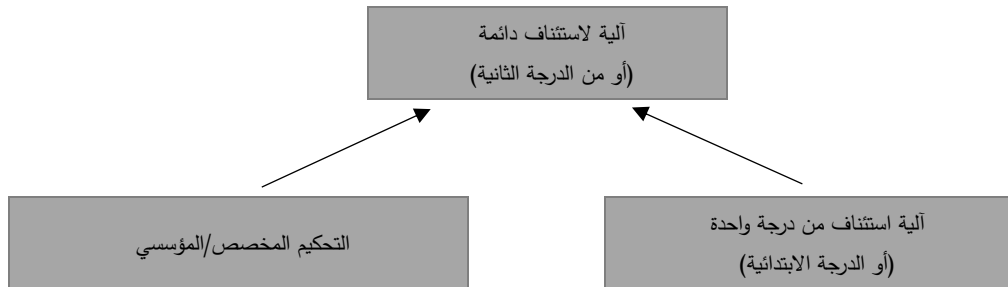 آلية لاستئناف دائمة
(أو من الدرجة الثانية)
آلية استئناف من درجة واحدة
(أو الدرجة الابتدائية)
التحكيم المخصص/المؤسسي